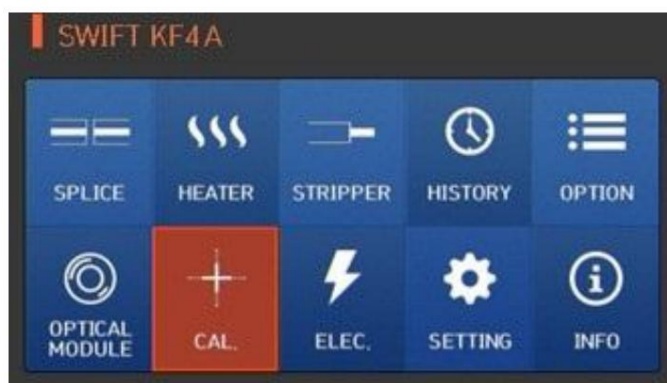 SWIFT KF4A
SPLICE
HEATER
STRIPPER
HISTORY
OPTION
OPTICAL
MODULE
CAL.
ELEC.
SETTING
INFO